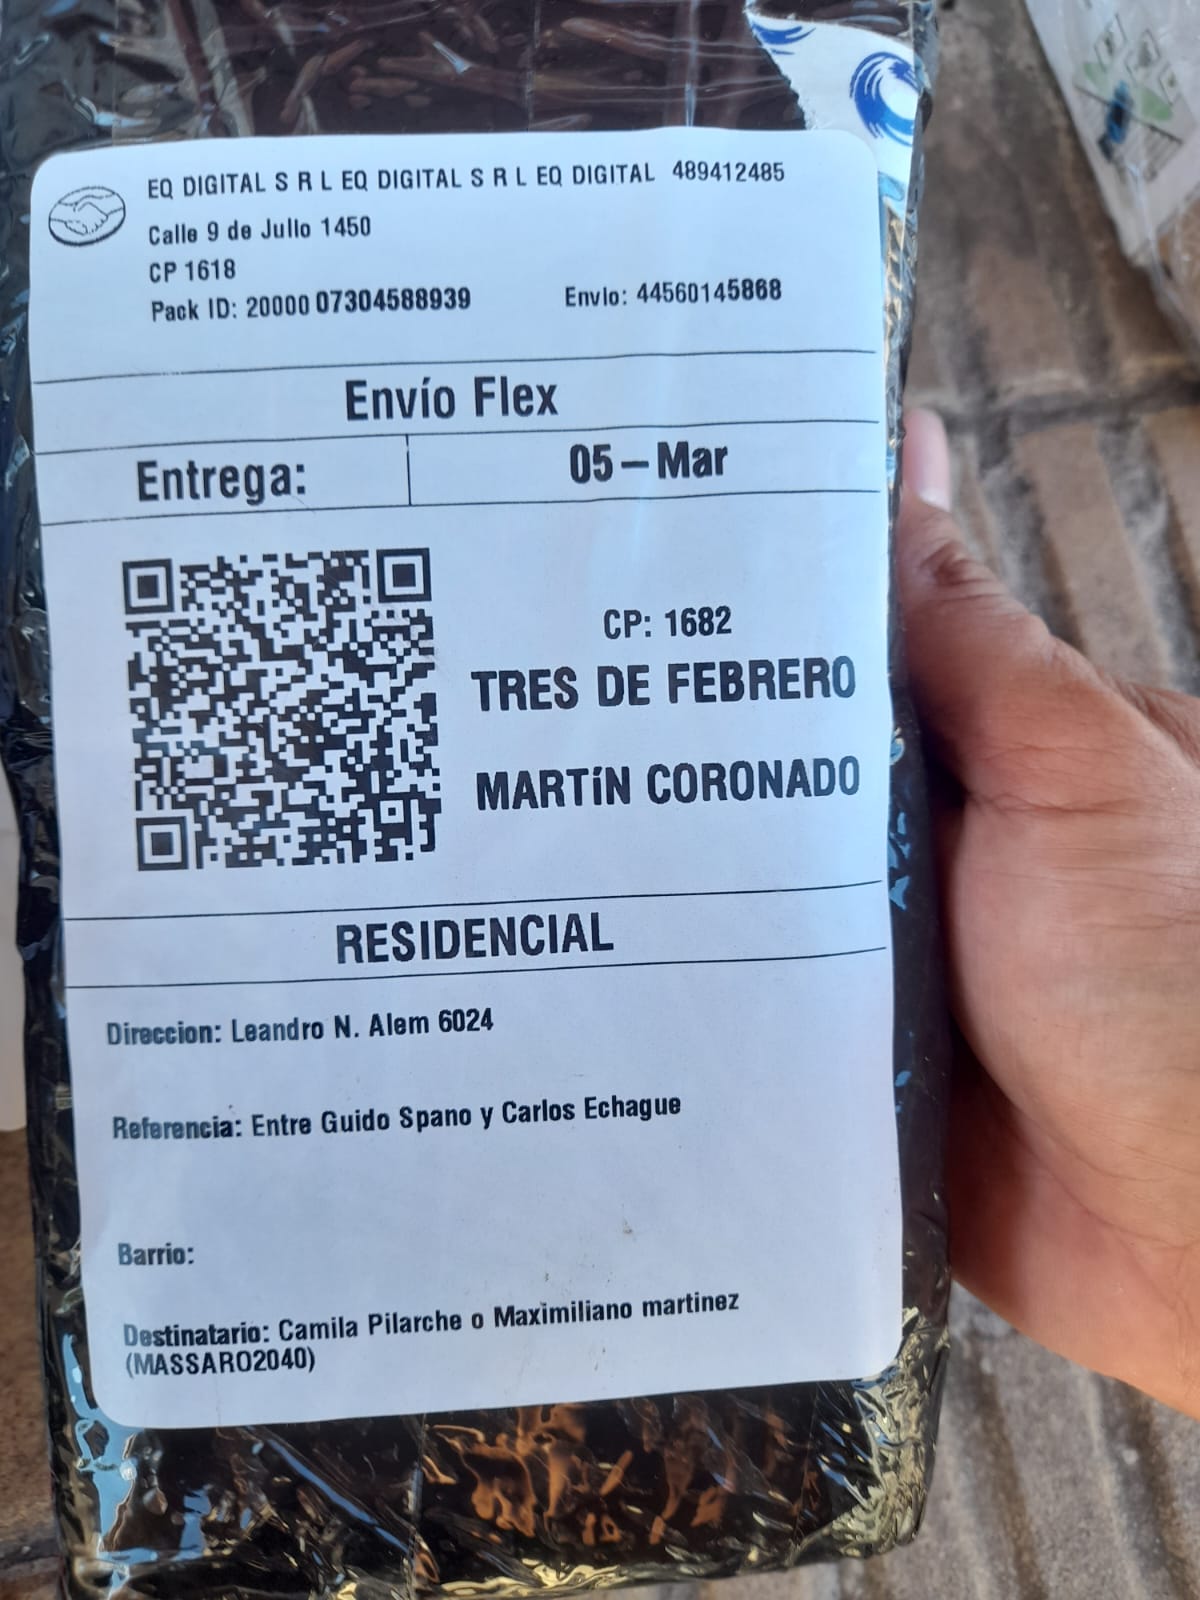 EQ DIGITAL S R L EQ DIGITAL S R L EQ DIGITAL 489412485
Calle 9 de Jullo 1450
CP 1618
Pack ID: 20000 07304588939 Envlo: 44560145868
Envío Flex
Entrega: 05 – Mar
CP: 1682
TRES DE FEBRERO
MARTíN CORONADO
RESIDENCIAL
Direccion: Leandro N. Alem 6024
Referencia: Entre Guido Spano y Carlos Echague
Barrio:
Destinatario: Camila Pilarche o Maximiliano martinez
(MASSARO2040)